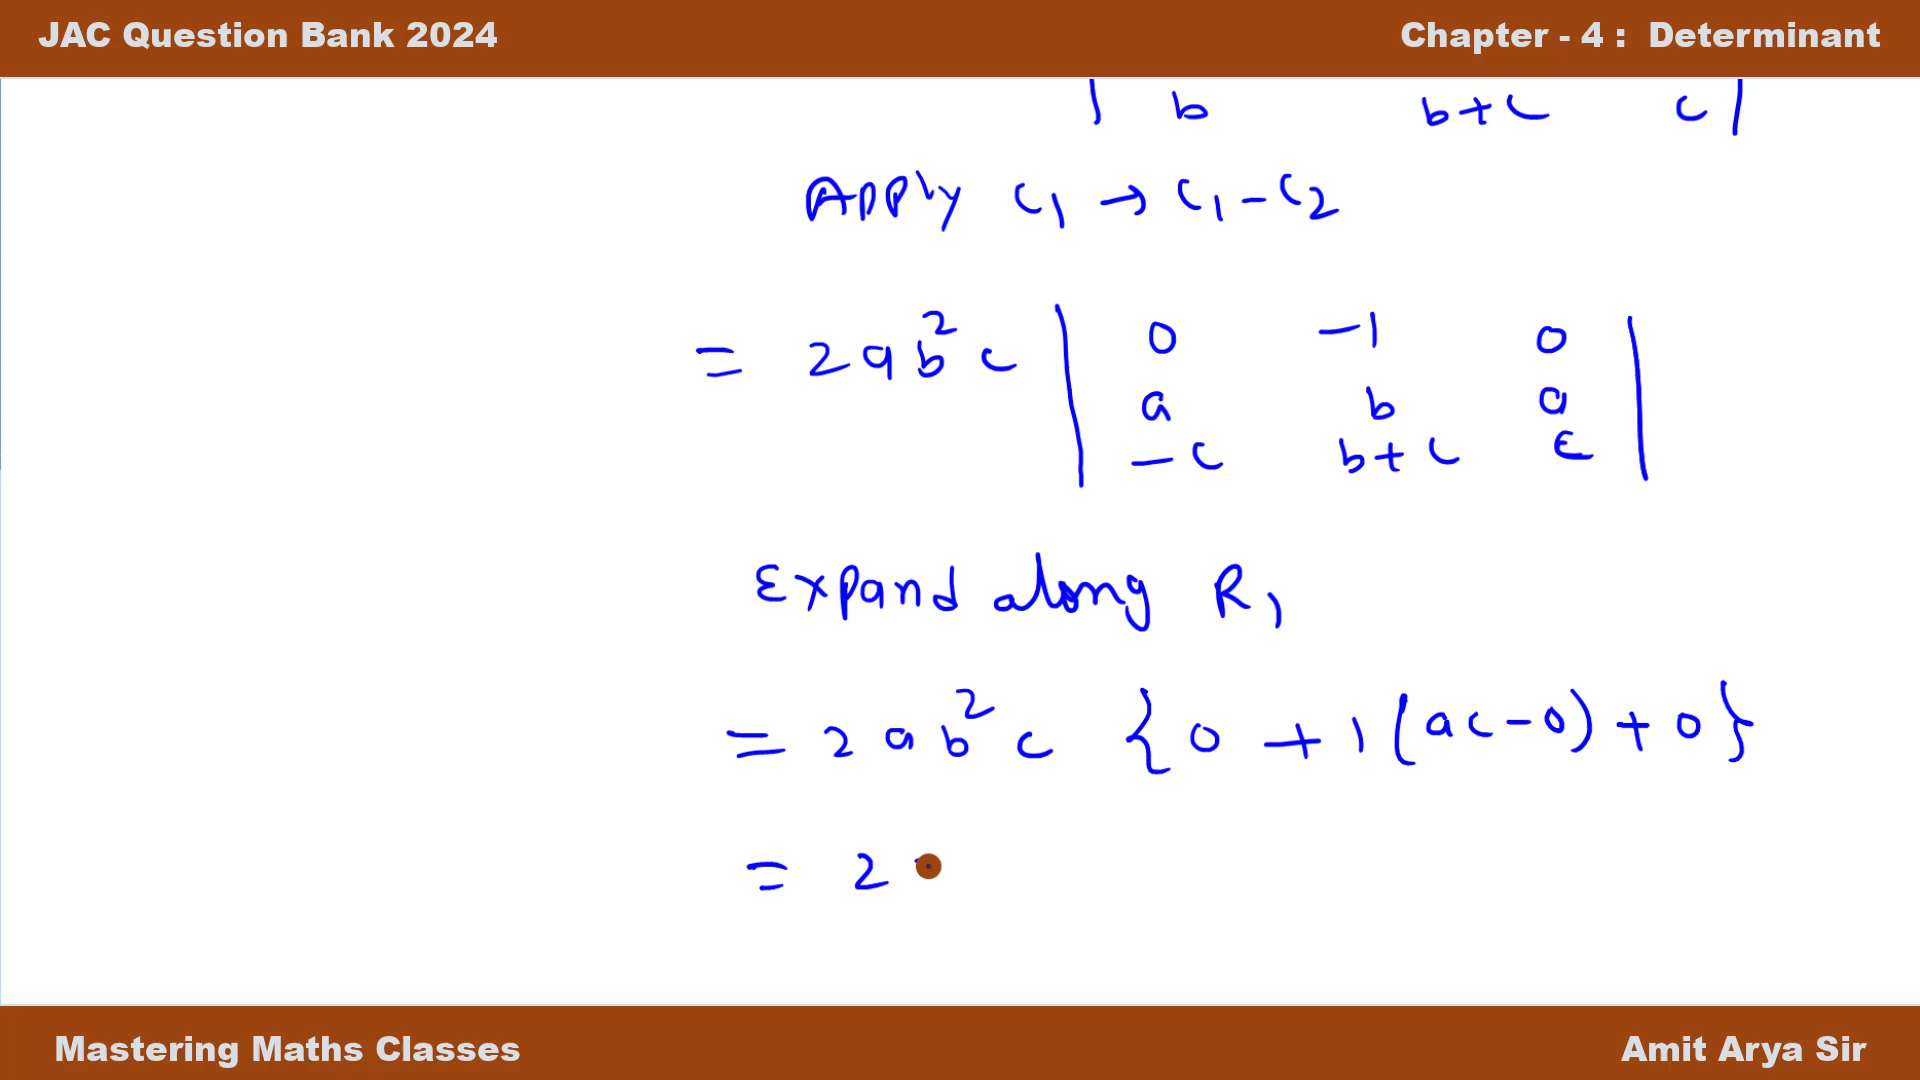 JAC Question Bank 2024
Chapter - 4 : Determinant
| b b+c c |
Apply C₁ → C₁ - C₂
= 2ab²c | 0 -1 0 |
| a b a |
| -c b+c c |
Expand along R₁
= 2ab²c {0 + 1(ac-0) + 0}
= 2
Mastering Maths Classes
Amit Arya Sir